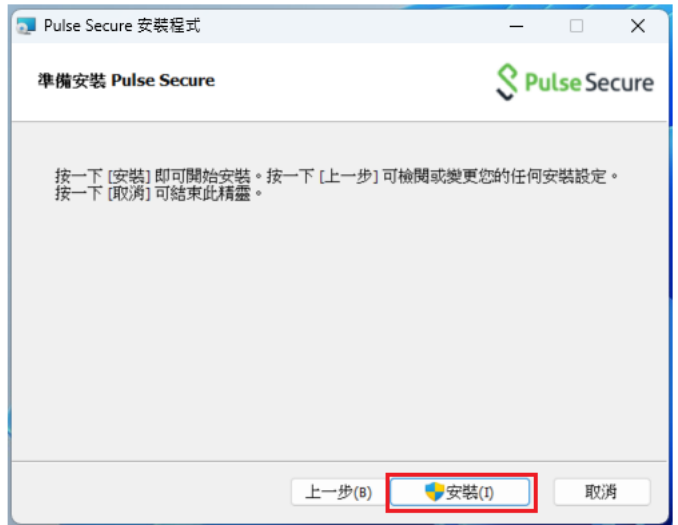 Pulse Secure 安裝程式
準備安裝 Pulse Secure
Pulse Secure
按一下 [安裝] 即可開始安裝。按一下 [上一步] 可檢閱或變更您的任何安裝設定。
按一下 [取消] 可結束此精靈。
上一步(B)
安裝(I)
取消